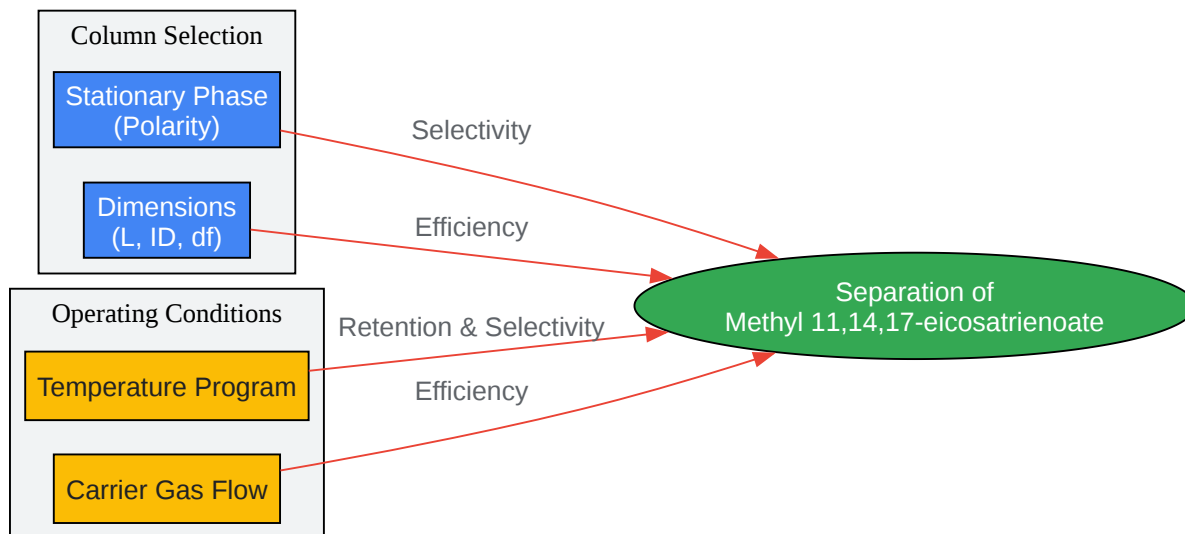 Column Selection
Stationary Phase
(Polarity)
Selectivity
Dimensions
(L, ID, df)
Efficiency
Operating Conditions
Temperature Program
Retention & Selectivity
Carrier Gas Flow
Efficiency
Separation of
Methyl 11,14,17-eicosatrienoate